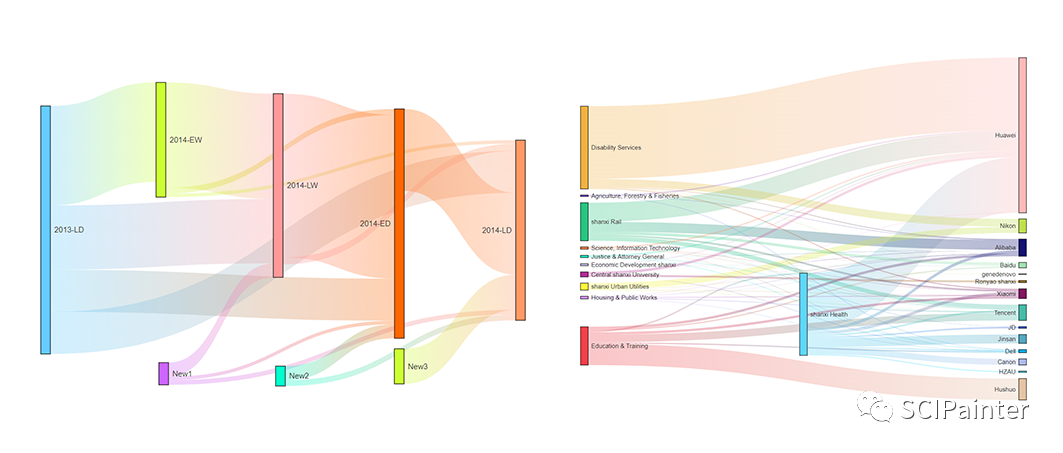 2014-EW
2014-LW
2013-LD
2014-ED
2014-LD
New1
New2
New3
Disability Services
Agriculture, Forestry & Fisheries
shanxi Rail
Science, Information Technology
Justice & Attorney General
Economic Development shanxi
Central shanxi University
shanxi Urban Utilities
Housing & Public Works
Education & Training
shanxi Health
Huawei
Nikon
Alibaba
Baidu
genedenovo
Ronyao shanxi
Xiaomi
Tencent
JD
Jinsan
Dell
Canon
HZAU
Hushuo
SCIPainter